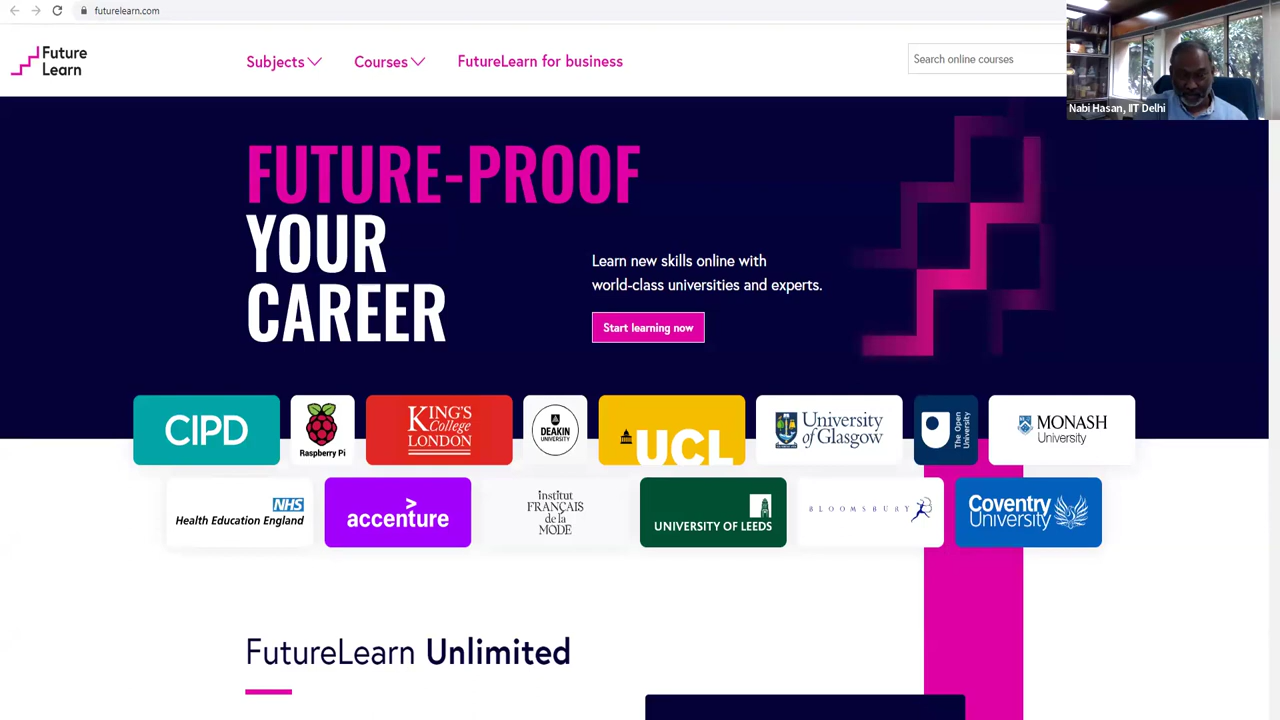 futurelearn.com
Future
Learn
Subjects
Courses
FutureLearn for business
Search online courses
Nabi Hasan, IIT Delhi
FUTURE-PROOF
YOUR
CAREER
Learn new skills online with
world-class universities and experts.
Start learning now
CIPD
Raspberry Pi
KING'S
College
LONDON
DEAKIN
UNIVERSITY
UCL
University
of Glasgow
The Open
University
MONASH
University
NHS
Health Education England
accenture
institut
FRANÇAIS
de la
MODE
UNIVERSITY OF LEEDS
BLOOMSBURY
Coventry
University
FutureLearn Unlimited